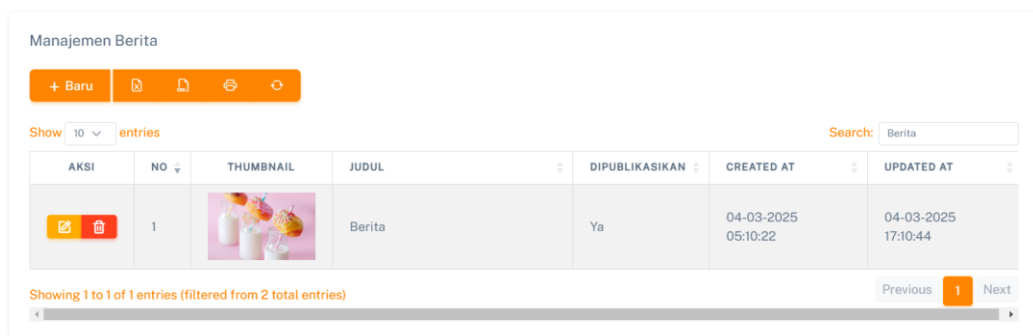 Manajemen Berita
+ Baru
Show 10 entries
Search: Berita
AKSI NO THUMBNAIL JUDUL DIPUBLIKASIKAN CREATED AT UPDATED AT
1 Berita Ya 04-03-2025 05:10:22 04-03-2025 17:10:44
Showing 1 to 1 of 1 entries (filtered from 2 total entries)
Previous 1 Next